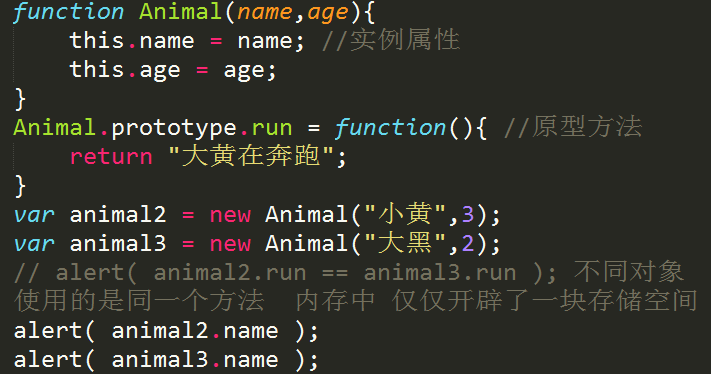 function Animal(name,age){
    this.name = name; //实例属性
    this.age = age;
}
Animal.prototype.run = function(){ //原型方法
    return "大黄在奔跑";
}
var animal2 = new Animal("小黄",3);
var animal3 = new Animal("大黑",2);
// alert( animal2.run == animal3.run ); 不同对象
使用的是同一个方法  内存中 仅仅开辟了一块存储空间
alert( animal2.name );
alert( animal3.name );